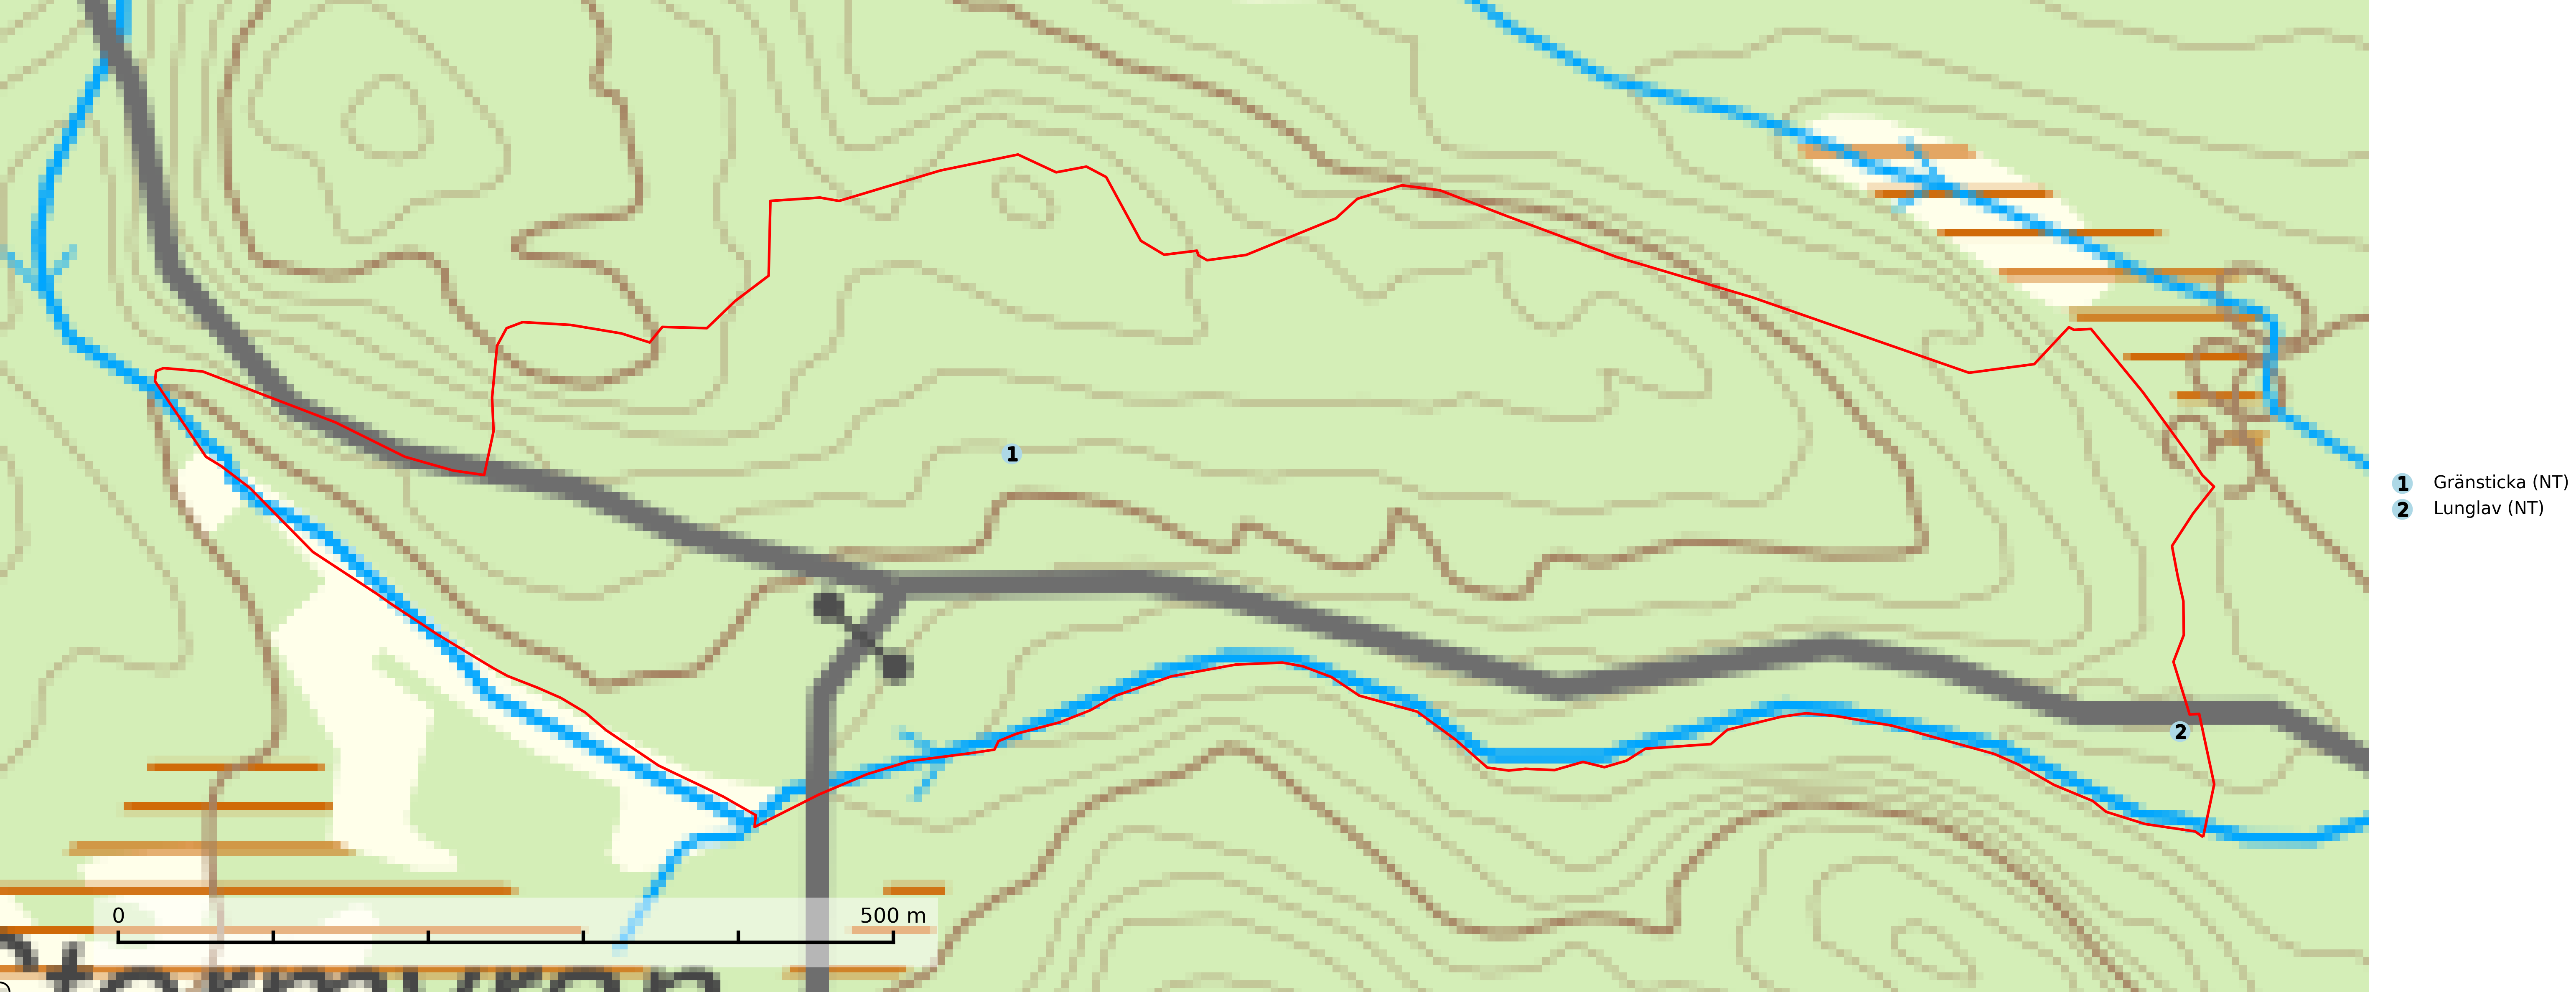 1
2
1 Gränsticka (NT)
2 Lunglav (NT)
0 500 m